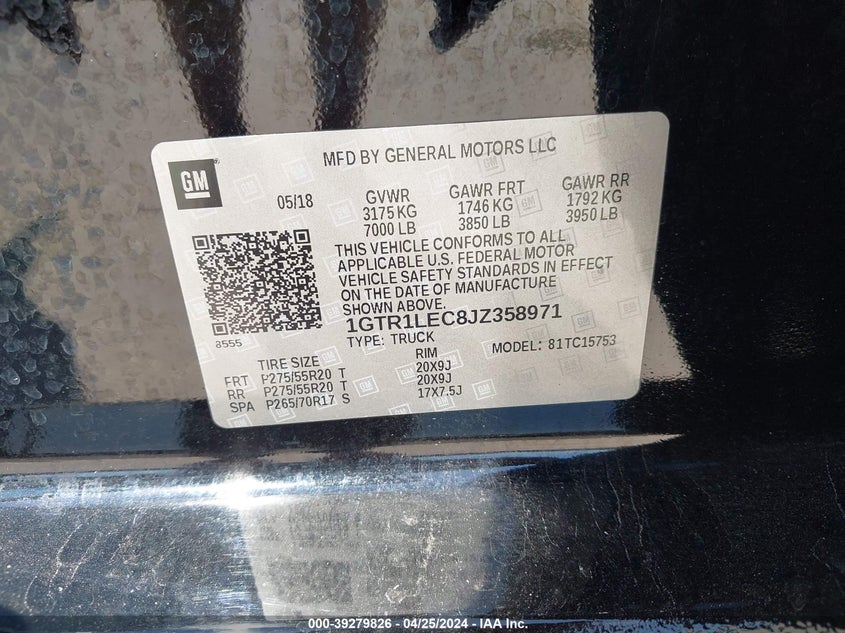 MFD BY GENERAL MOTORS LLC
GM
05/18
GVWR GAWR FRT GAWR RR
3175 KG 1746 KG 1792 KG
7000 LB 3850 LB 3950 LB
THIS VEHICLE CONFORMS TO ALL
APPLICABLE U.S. FEDERAL MOTOR
VEHICLE SAFETY STANDARDS IN EFFECT
ON THE DATE OF MANUFACTURE
SHOWN ABOVE.
8555
1GTR1LEC8JZ358971
TYPE: TRUCK MODEL: 81TC15753
TIRE SIZE RIM
FRT P275/55R20 T 20X9J
RR P275/55R20 T 20X9J
SPA P265/70R17 S 17X7.5J
000-39279826 - 04/25/2024 - IAA Inc.